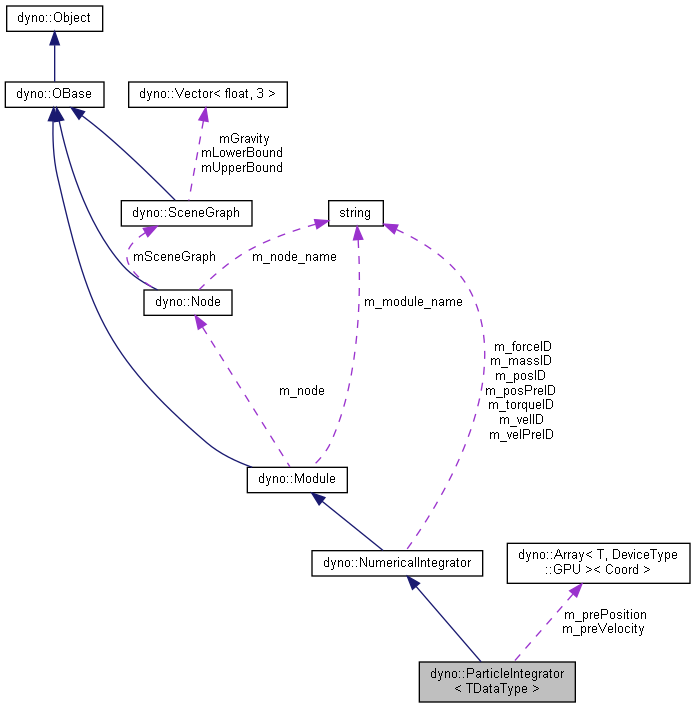 dyno::Object
dyno::OBase
dyno::Vector< float, 3 >
mGravity
mLowerBound
mUpperBound
dyno::SceneGraph
string
mSceneGraph
m_node_name
dyno::Node
m_module_name
m_forceID
m_massID
m_posID
m_posPreID
m_torqueID
m_velID
m_velPreID
m_node
dyno::Module
dyno::NumericalIntegrator
dyno::Array< T, DeviceType
::GPU >< Coord >
m_prePosition
m_preVelocity
dyno::ParticleIntegrator
< TDataType >